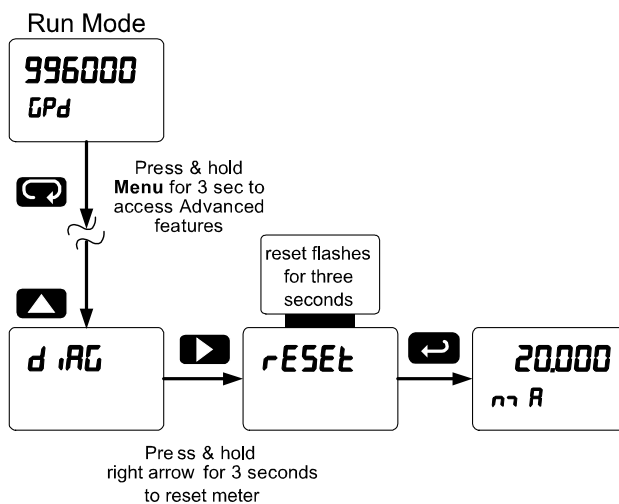 Run Mode
996000
GPd
Press & hold
Menu for 3 sec to
access Advanced
features
reset flashes
for three
seconds
d iAG
rESEt
20.000
mA
Press & hold
right arrow for 3 seconds
to reset meter